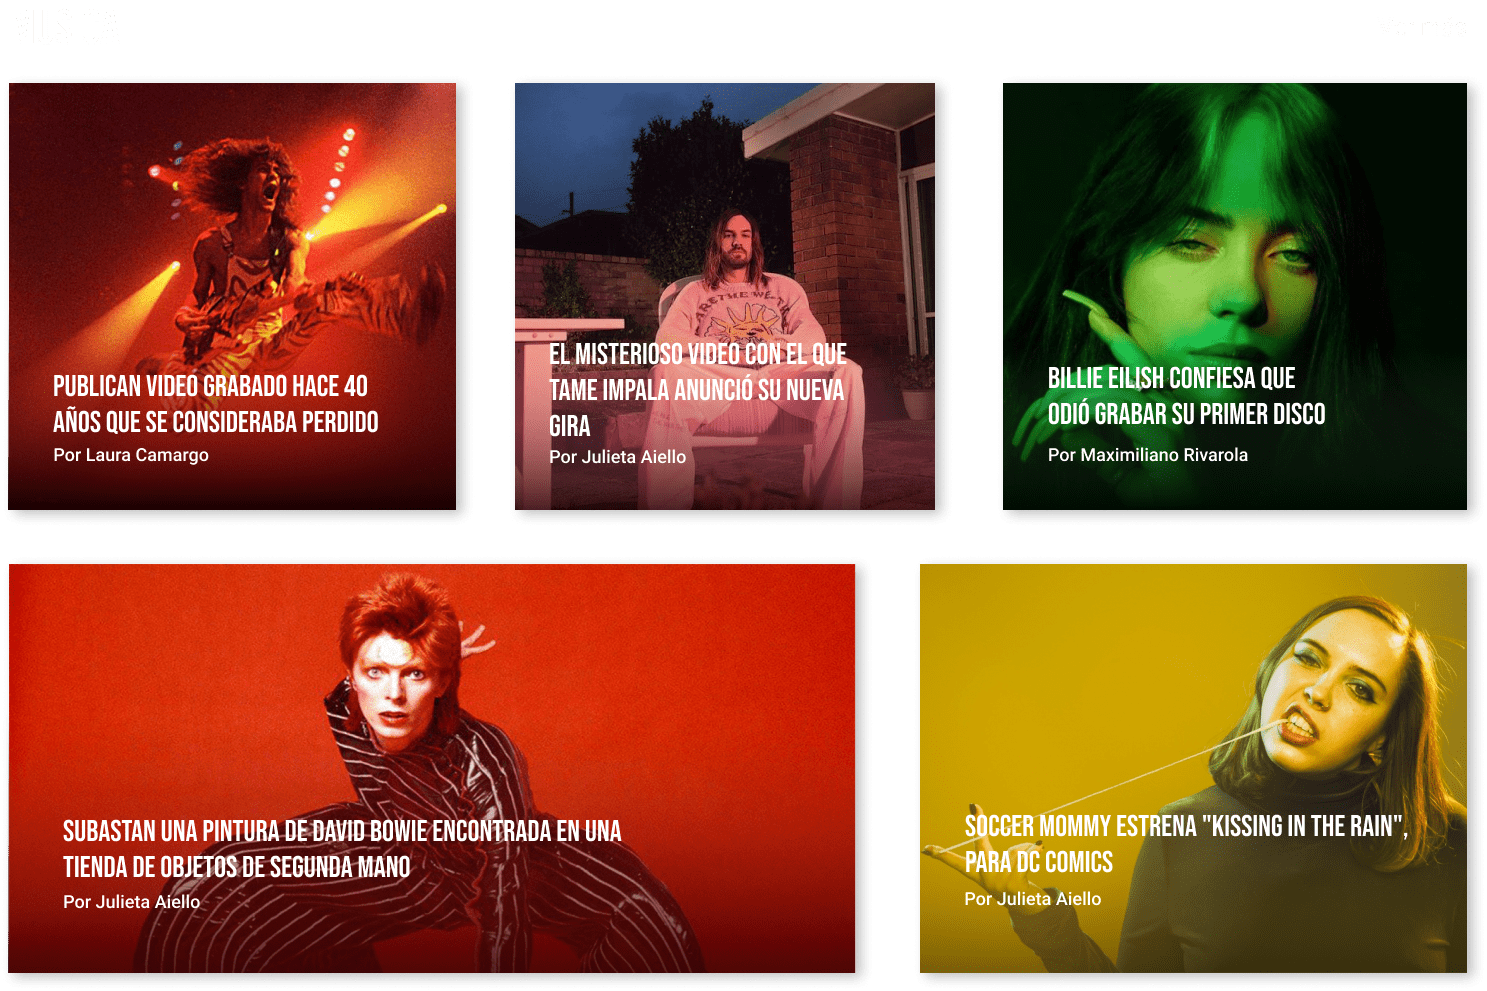 PUBLICAN VIDEO GRABADO HACE 40
AÑOS QUE SE CONSIDERABA PERDIDO
Por Laura Camargo
EL MISTERIOSO VIDEO CON EL QUE
TAME IMPALA ANUNCIÓ SU NUEVA
GIRA
Por Julieta Aiello
BILLIE EILISH CONFIESA QUE
ODIÓ GRABAR SU PRIMER DISCO
Por Maximiliano Rivarola
SUBASTAN UNA PINTURA DE DAVID BOWIE ENCONTRADA EN UNA
TIENDA DE OBJETOS DE SEGUNDA MANO
Por Julieta Aiello
SOCCER MOMMY ESTRENA "KISSING IN THE RAIN",
PARA DC COMICS
Por Julieta Aiello